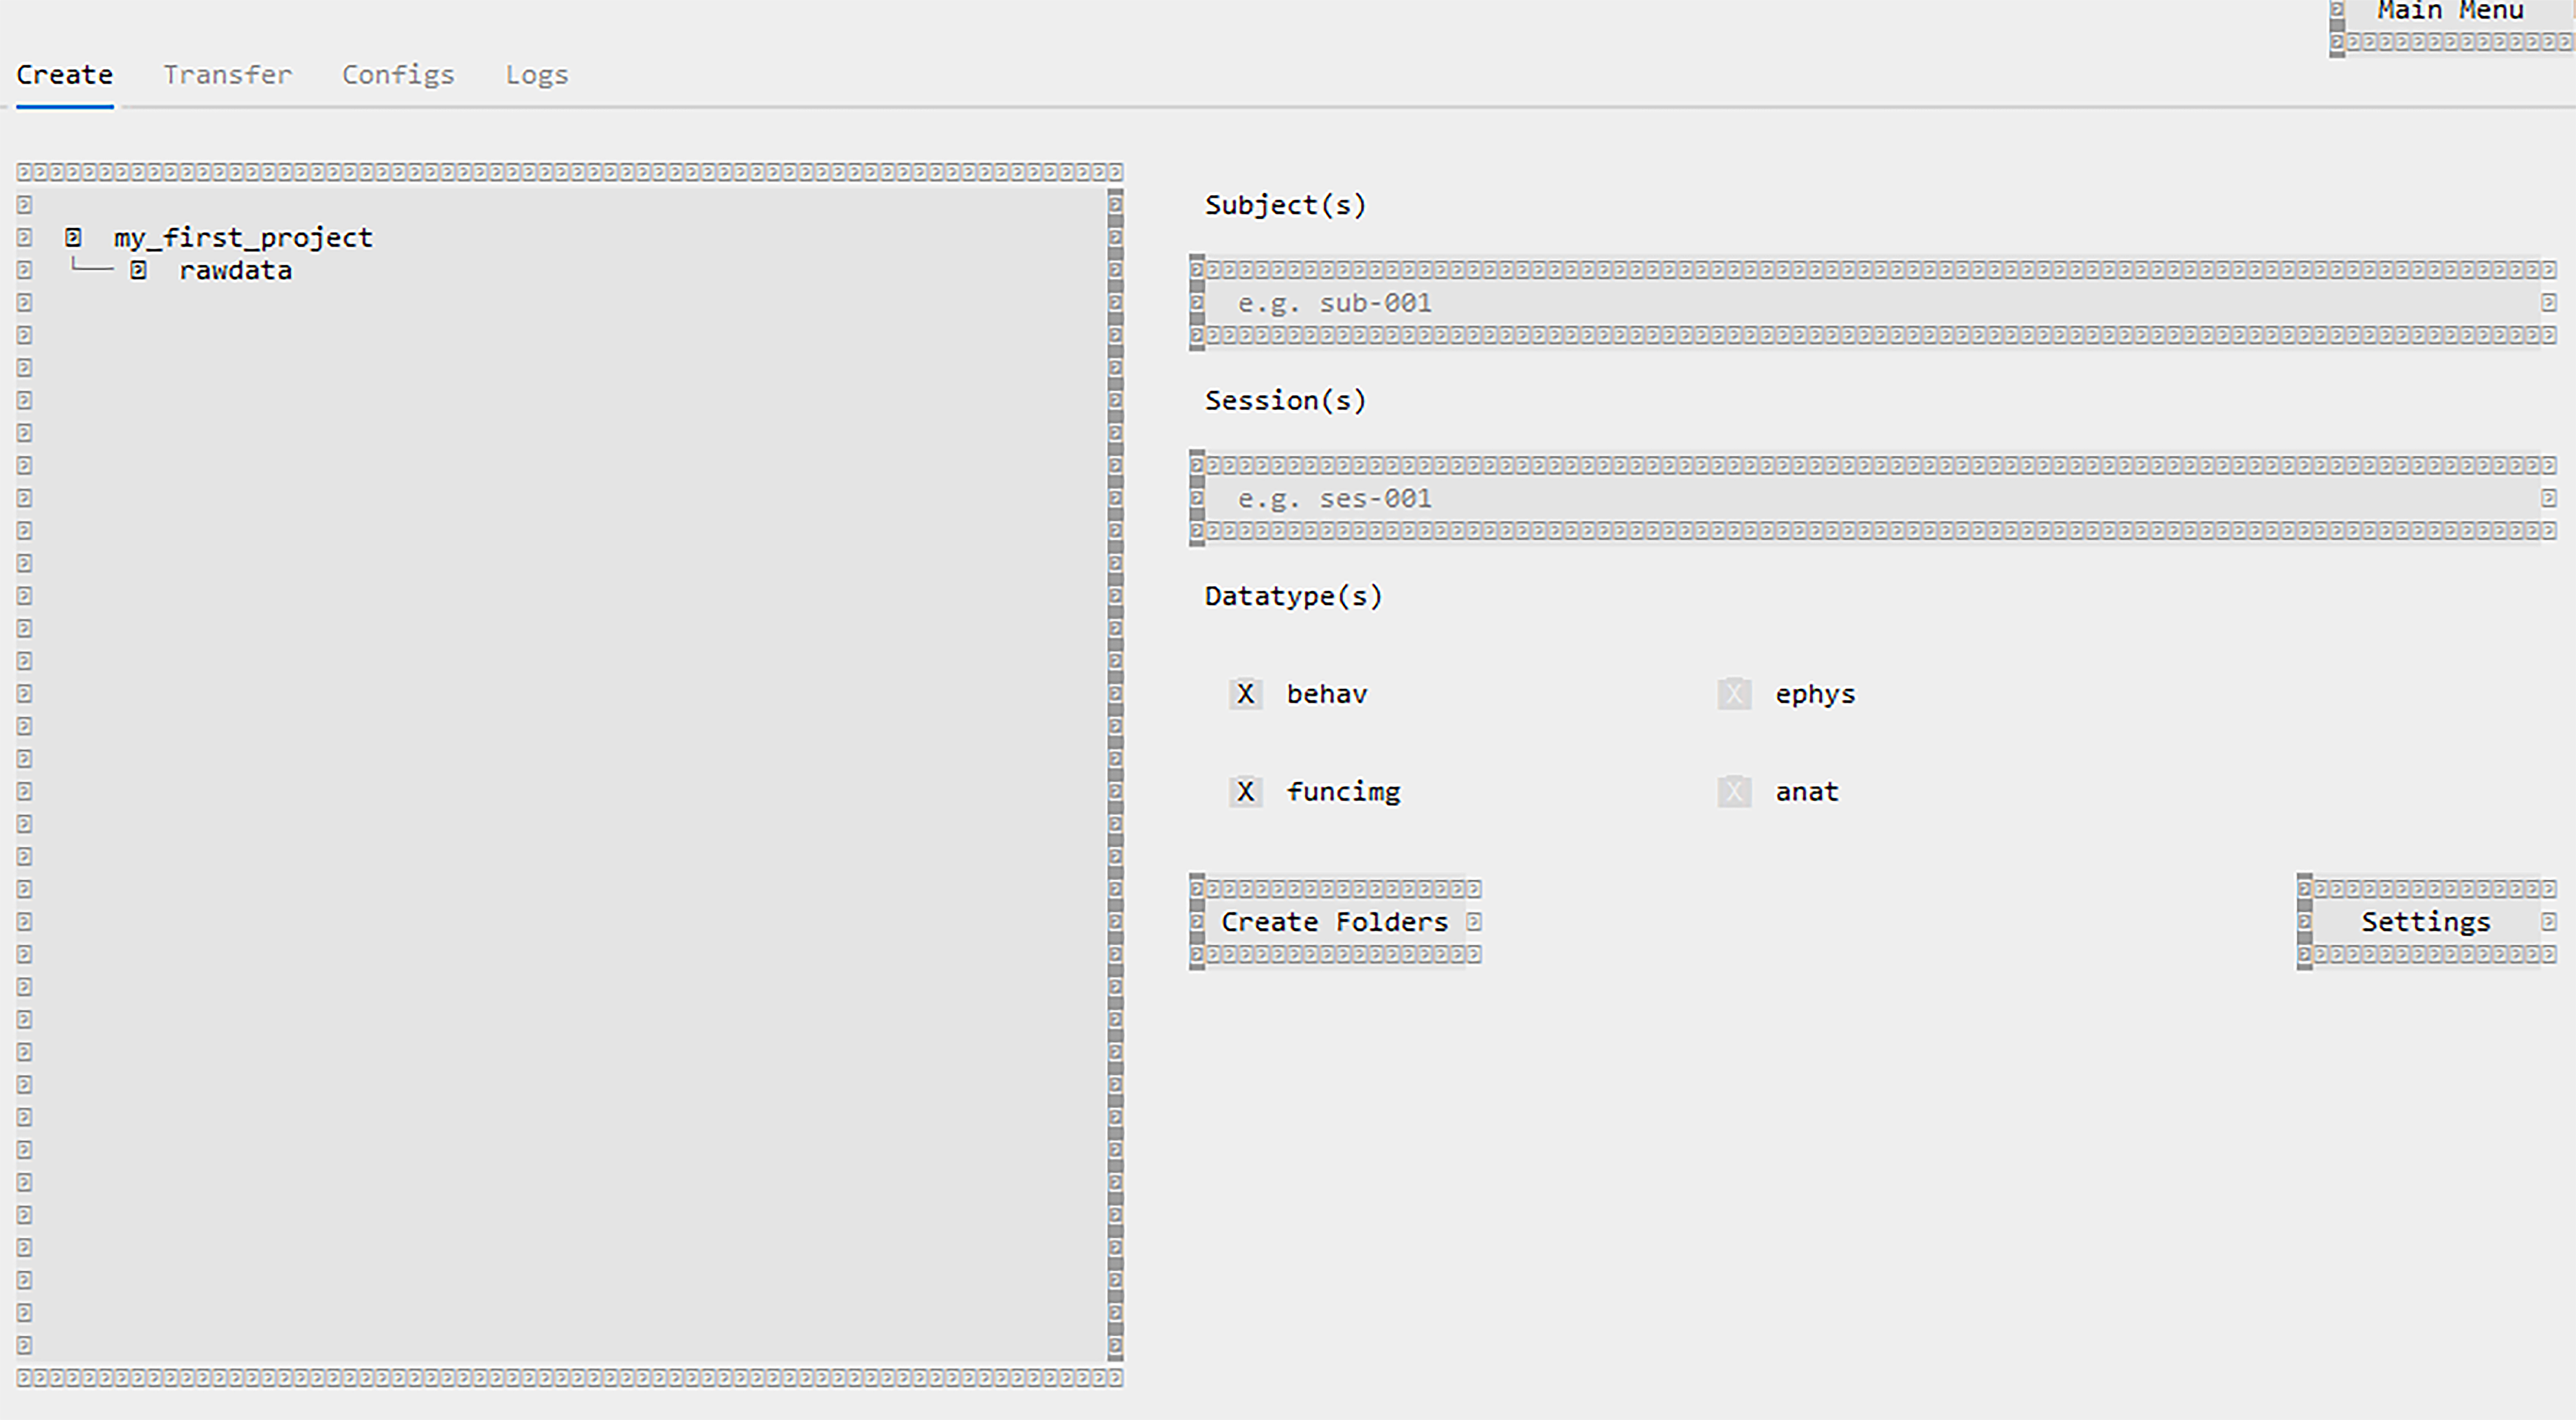 Main Menu
Create Transfer Configs Logs
my_first_project
rawdata
Subject(s)
e.g. sub-001
Session(s)
e.g. ses-001
Datatype(s)
X behav X ephys
X funcimg X anat
Create Folders Settings